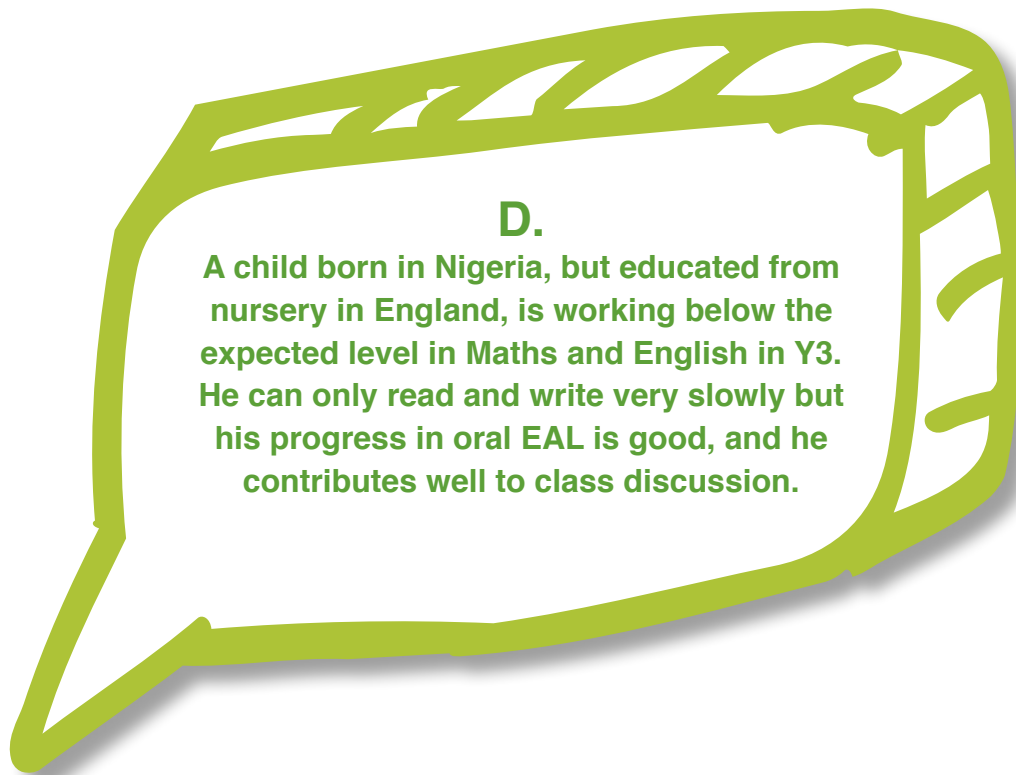 D.
A child born in Nigeria, but educated from
nursery in England, is working below the
expected level in Maths and English in Y3.
He can only read and write very slowly but
his progress in oral EAL is good, and he
contributes well to class discussion.